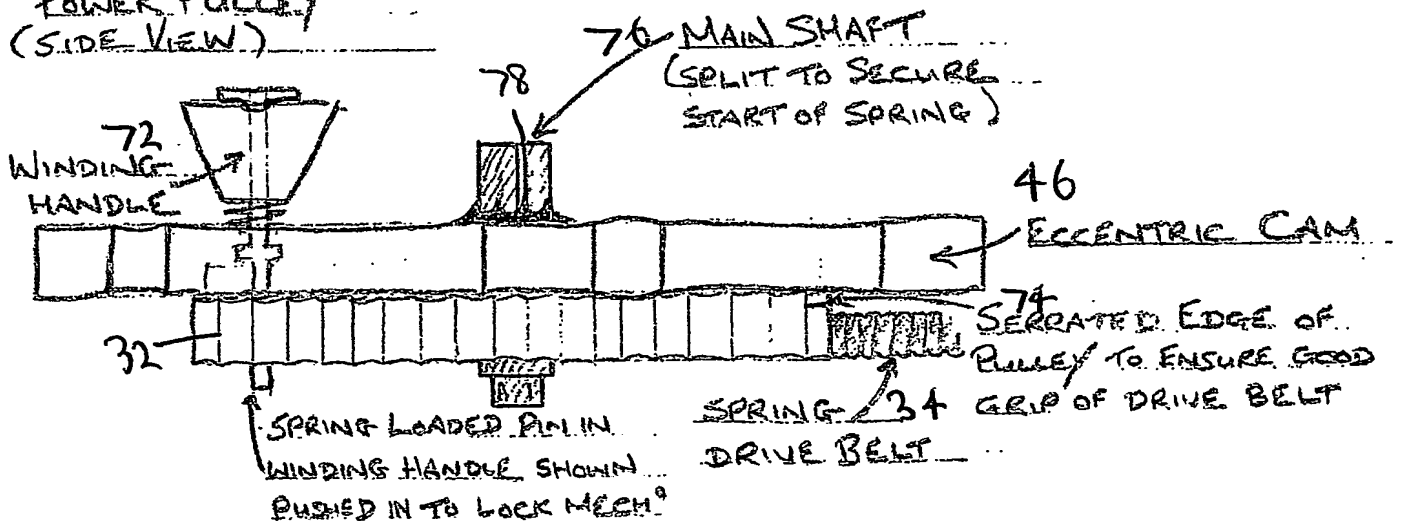 POWER PULLEY
(SIDE VIEW)
76 MAIN SHAFT
(SPLIT TO SECURE
START OF SPRING)
78
72
WINDING
HANDLE
46
ECCENTRIC CAM
74
SERRATED EDGE OF
PULLEY TO ENSURE GOOD
GRIP OF DRIVE BELT
32
SPRING 34
DRIVE BELT
SPRING LOADED PIN IN
WINDING HANDLE SHOWN
PUSHED IN TO LOCK MECH.